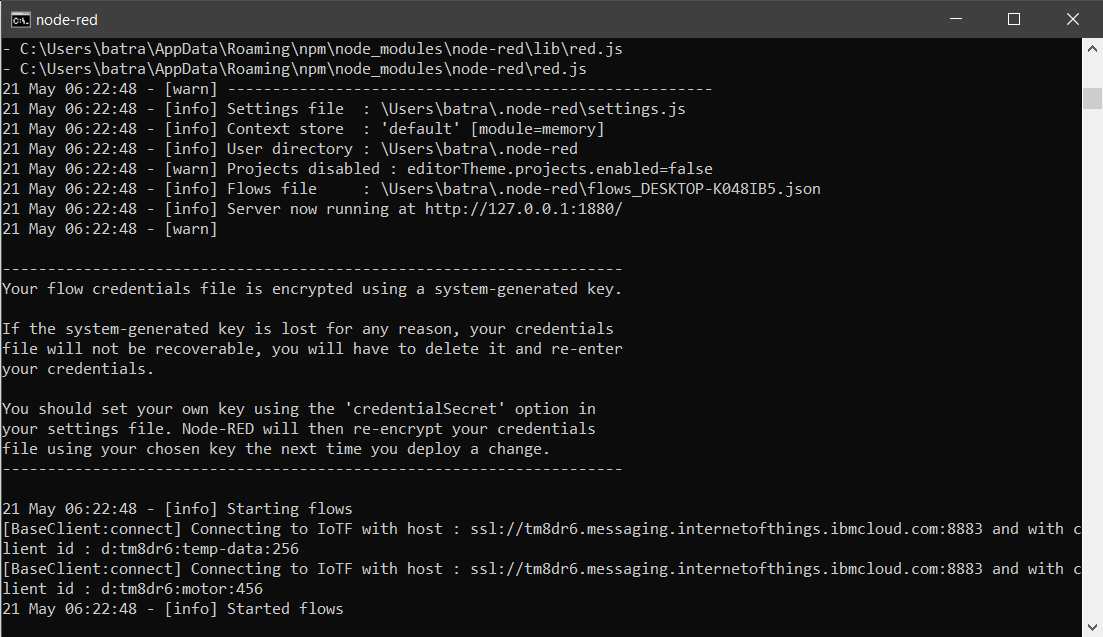 node-red
- C:\Users\batra\AppData\Roaming\npm\node_modules\node-red\lib\red.js
- C:\Users\batra\AppData\Roaming\npm\node_modules\node-red\red.js
21 May 06:22:48 - [warn] ------------------------------------------------------
21 May 06:22:48 - [info] Settings file  : \Users\batra\.node-red\settings.js
21 May 06:22:48 - [info] Context store  : 'default' [module=memory]
21 May 06:22:48 - [info] User directory : \Users\batra\.node-red
21 May 06:22:48 - [warn] Projects disabled : editorTheme.projects.enabled=false
21 May 06:22:48 - [info] Flows file     : \Users\batra\.node-red\flows_DESKTOP-K048IB5.json
21 May 06:22:48 - [info] Server now running at http://127.0.0.1:1880/
21 May 06:22:48 - [warn]
---------------------------------------------------------------------
Your flow credentials file is encrypted using a system-generated key.
If the system-generated key is lost for any reason, your credentials
file will not be recoverable, you will have to delete it and re-enter
your credentials.
You should set your own key using the 'credentialSecret' option in
your settings file. Node-RED will then re-encrypt your credentials
file using your chosen key the next time you deploy a change.
---------------------------------------------------------------------
21 May 06:22:48 - [info] Starting flows
[BaseClient:connect] Connecting to IoTF with host : ssl://tm8dr6.messaging.internetofthings.ibmcloud.com:8883 and with c
lient id : d:tm8dr6:temp-data:256
[BaseClient:connect] Connecting to IoTF with host : ssl://tm8dr6.messaging.internetofthings.ibmcloud.com:8883 and with c
lient id : d:tm8dr6:motor:456
21 May 06:22:48 - [info] Started flows